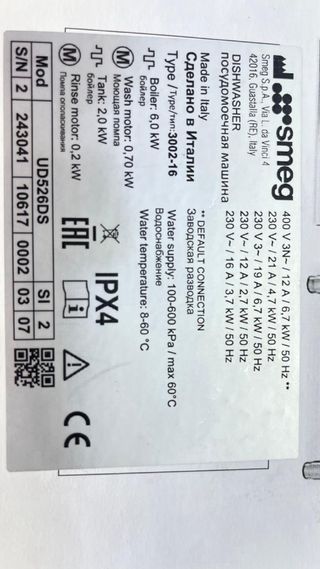 smeg
Smeg S.p.A., Via L. da Vinci 4
42016, Guastalla (RE), Italy
DISHWASHER
посудомоечная машина
400 V 3N~ / 12 A / 6,7 kW / 50 Hz **
230 V~ / 21 A / 4,7 kW / 50 Hz
230 V 3~ / 19 A / 6,7 kW / 50 Hz
230 V~ / 12 A / 2,7 kW / 50 Hz
230 V~ / 16 A / 3,7 kW / 50 Hz
Made in Italy
Сделано в Италии
** DEFAULT CONNECTION
Заводская разводка
Type / Type/тип: 3002-16
Boiler: 6,0 kW
бойлер
Water supply: 100-600 kPa / max 60°C
Водоснабжение
Water temperature: 8-60 °C
M Wash motor: 0,70 kW
Моющая помпа
Tank: 2,0 kW
бойлер
M Rinse motor: 0,2 kW
Помпа ополаскивания
IPX4
EAC
i
CE
Mod UD526DS SI 2
S/N 2 243041 10617 0002 03 07